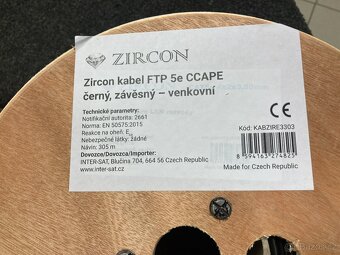 ZIRCON
Zircon kabel FTP 5e CCAPE
černý, závěsný – venkovní
Technické parametry:
Notifikační autorita: 2661
Norma: EN 50575:2015
Reakce na oheň: Eca
Nebezpečné látky: žádné
Návin: 305 m
Kód: KABZIRE3303
8 594163 274825
Dovozce/Dovozca/Importer:
INTER-SAT, Blučina 704, 664 56 Czech Republic
www.inter-sat.cz
Made for Czech Republic